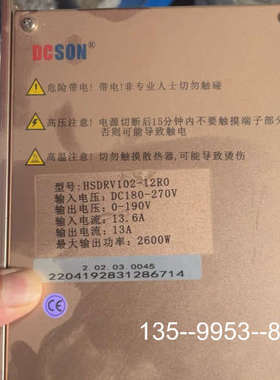 DCSON®
危险带电！带电!非专业人士切勿触碰
高压注意！电源切断后15分钟内不要触摸端子部分
否则可能导致触电
高温注意！切勿触摸散热器,可能导致烫伤
型号:HSDRVI02-12R0
输入电压：DC180-270V
输出电压：0-190V
输入电流：13.6A
输出电流：13A
最大输出功率：2600W
2 02 03 0045
2204192831286714
CE
135--9953--8